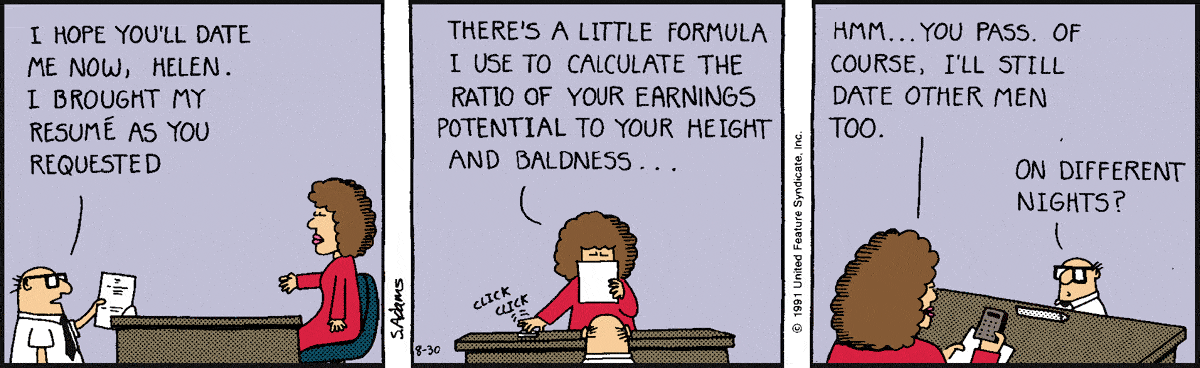 I HOPE YOU'LL DATE
ME NOW, HELEN.
I BROUGHT MY
RESUMÉ AS YOU
REQUESTED
S.Adams
THERE'S A LITTLE FORMULA
I USE TO CALCULATE THE
RATIO OF YOUR EARNINGS
POTENTIAL TO YOUR HEIGHT
AND BALDNESS...
CLICK
CLICK
8-30
© 1991 United Feature Syndicate, Inc.
HMM...YOU PASS. OF
COURSE, I'LL STILL
DATE OTHER MEN
TOO.
ON DIFFERENT
NIGHTS?